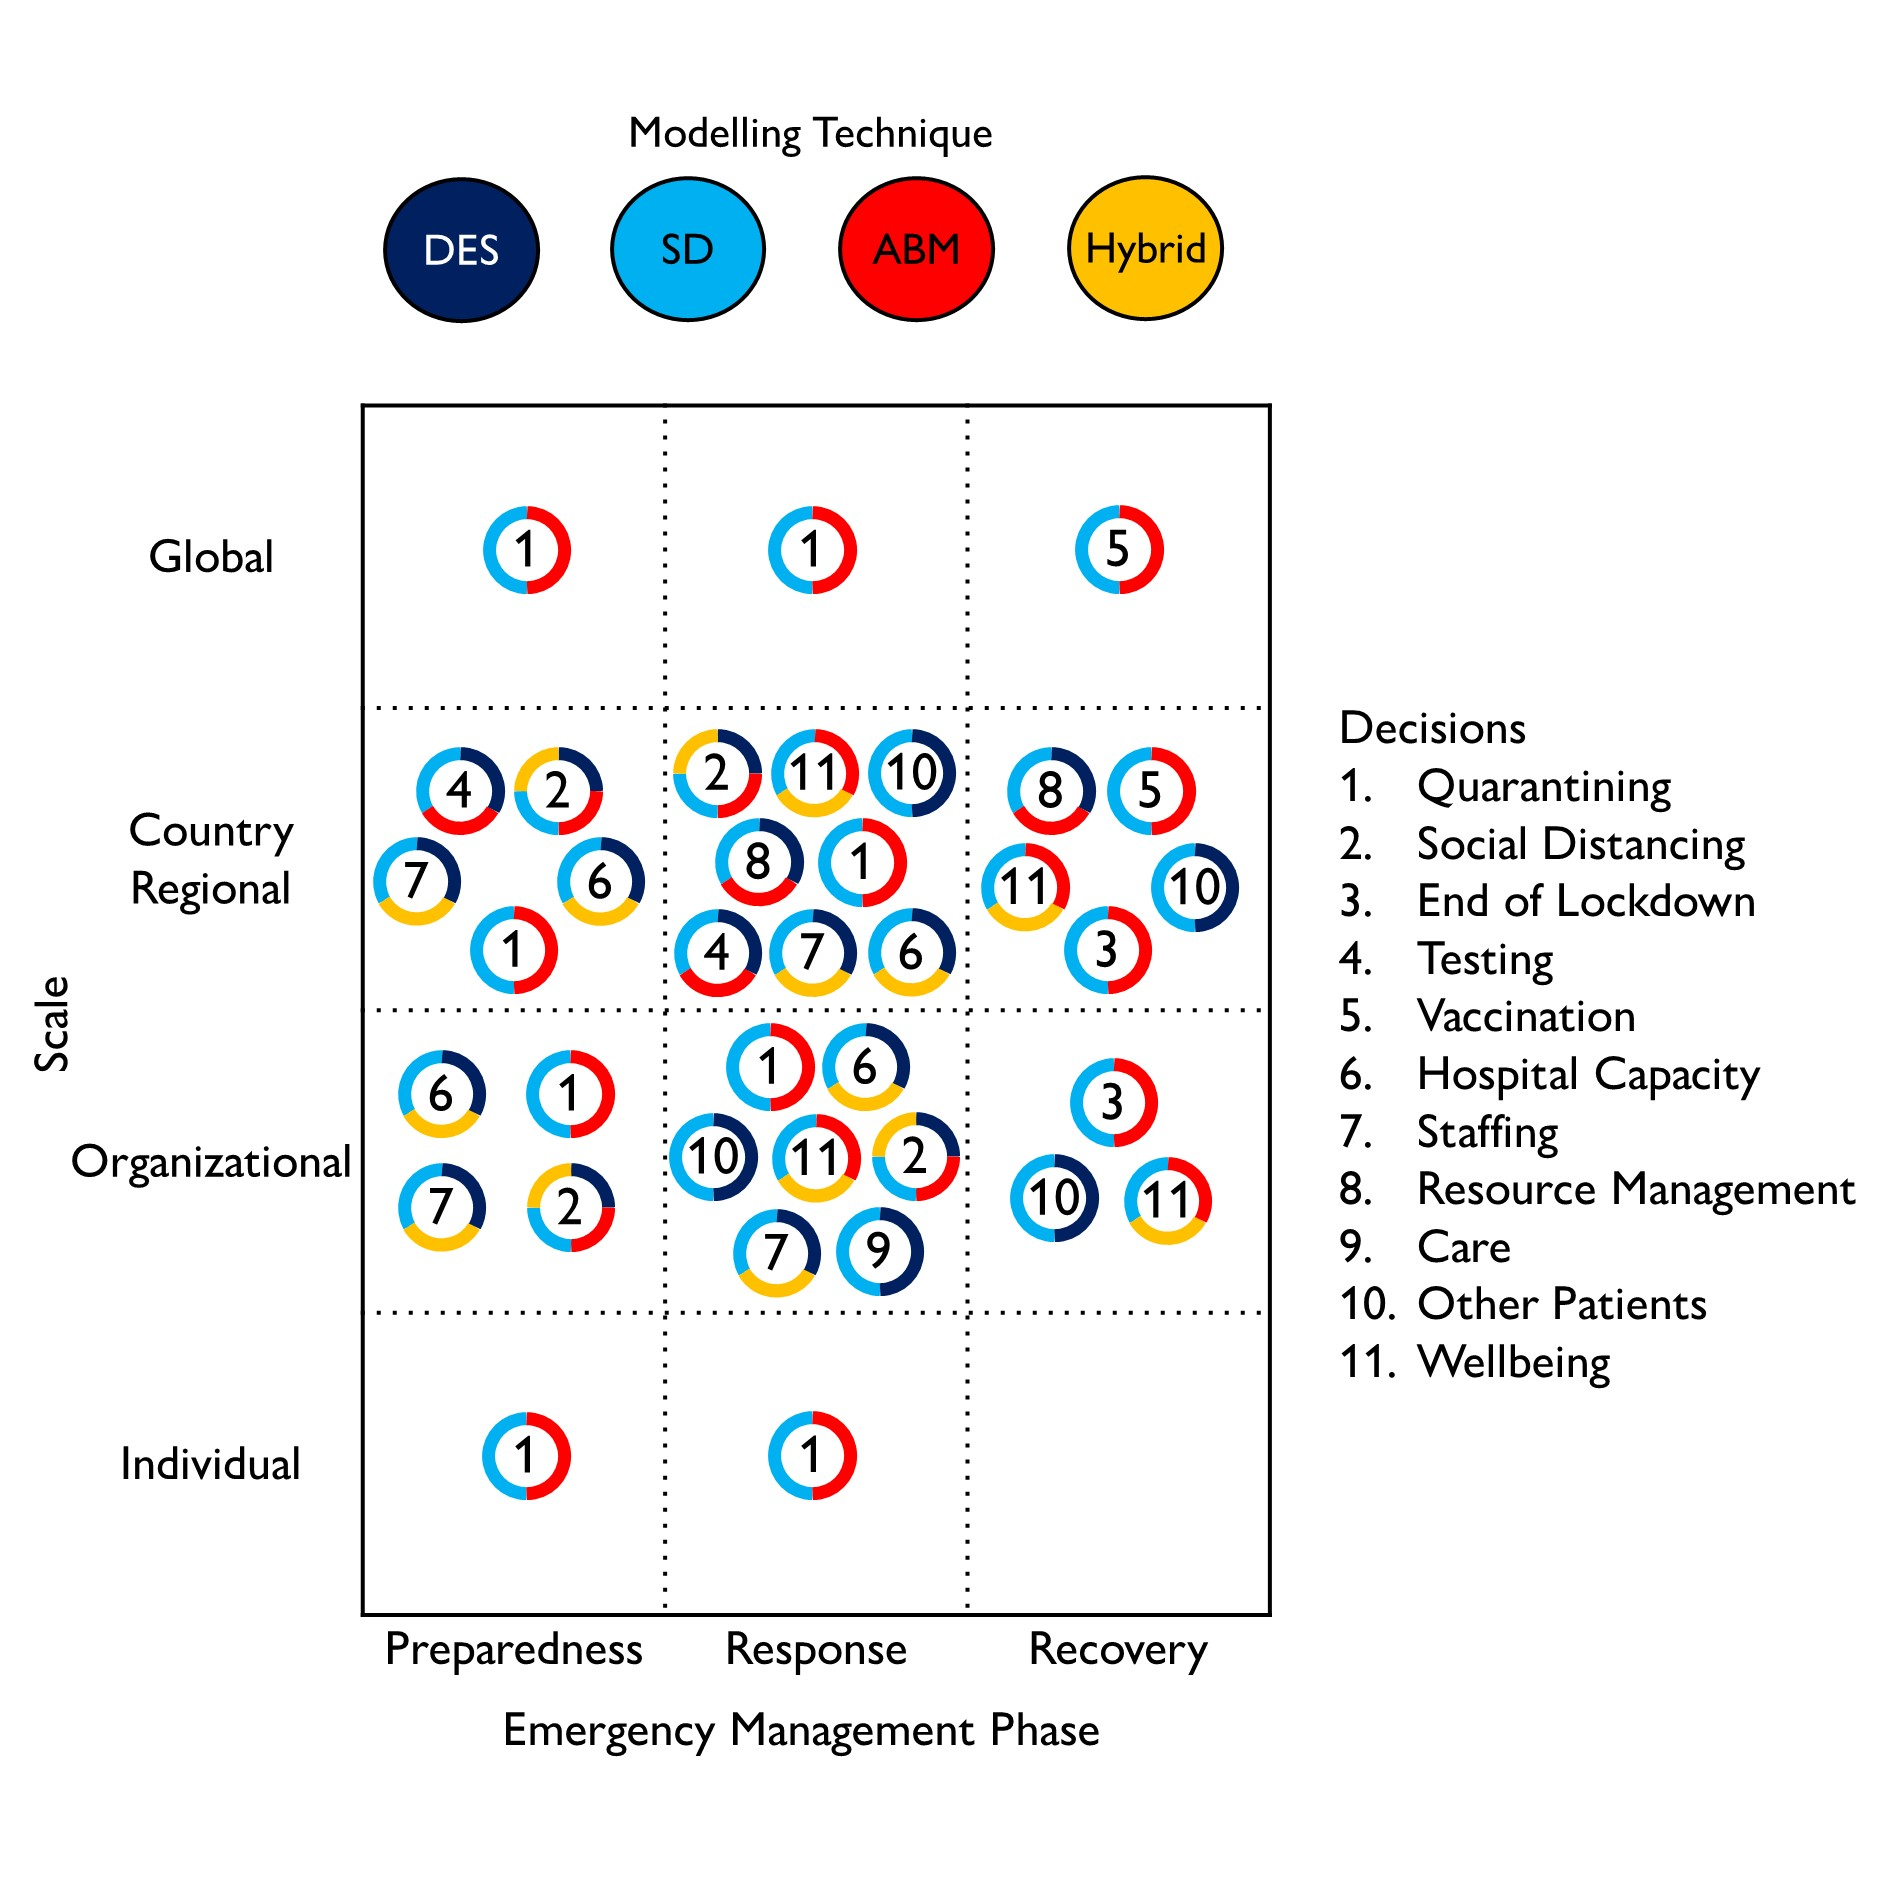 Modelling Technique
DES SD ABM Hybrid
Global
1 1 5
Country
Regional
4 2
7 6
1
2 11 10
8 1
4 7 6
8 5
11 10
3
Scale
Organizational
6 1
7 2
1 6
10 11 2
7 9
3
10 11
Individual
1 1
Preparedness Response Recovery
Emergency Management Phase
Decisions
1. Quarantining
2. Social Distancing
3. End of Lockdown
4. Testing
5. Vaccination
6. Hospital Capacity
7. Staffing
8. Resource Management
9. Care
10. Other Patients
11. Wellbeing